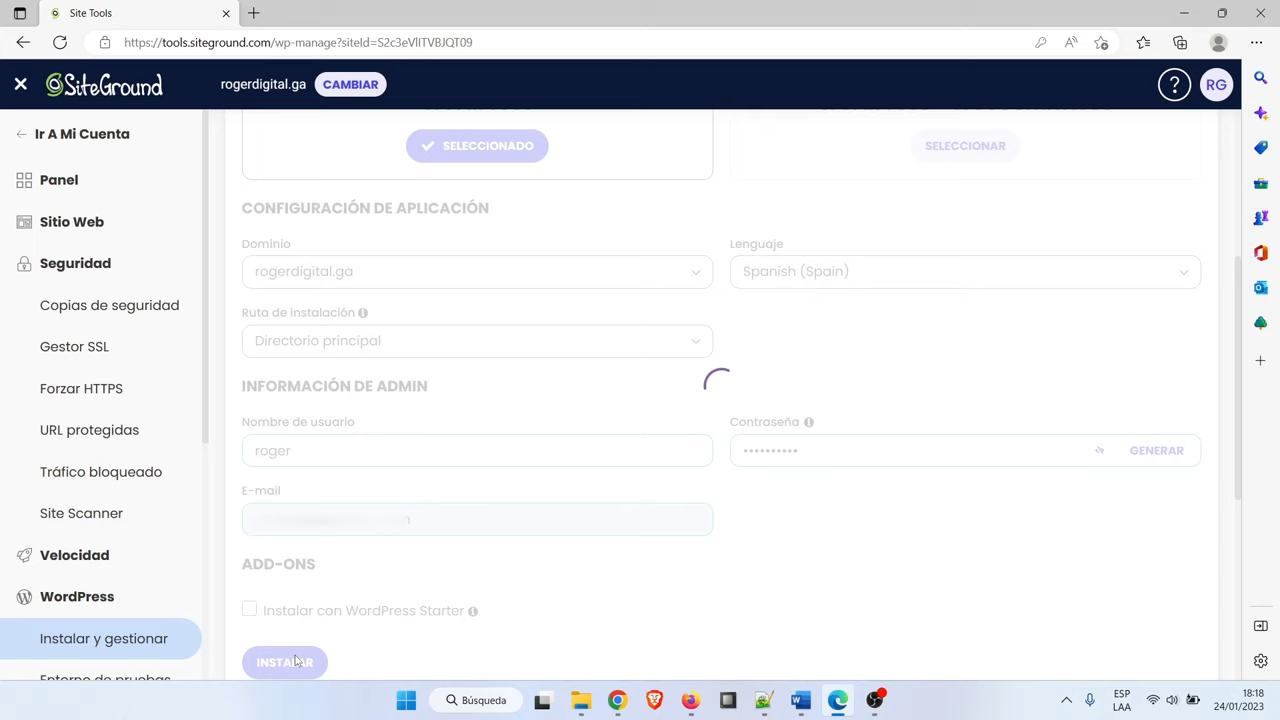 Site Tools
https://tools.siteground.com/wp-manage?siteId=S2c3eVllTVBJQT09
SiteGround
rogerdigital.ga
CAMBIAR
?
RG
Ir A Mi Cuenta
Panel
Sitio Web
Seguridad
Copias de seguridad
Gestor SSL
Forzar HTTPS
URL protegidas
Tráfico bloqueado
Site Scanner
Velocidad
WordPress
Instalar y gestionar
Entorno de pruebas
SELECCIONADO
SELECCIONAR
CONFIGURACIÓN DE APLICACIÓN
Dominio
Lenguaje
rogerdigital.ga
Spanish (Spain)
Ruta de instalación
Directorio principal
INFORMACIÓN DE ADMIN
Nombre de usuario
Contraseña
roger
••••••••••
GENERAR
E-mail
ADD-ONS
Instalar con WordPress Starter
INSTALAR
Búsqueda
ESP
LAA
18:18
24/01/2023